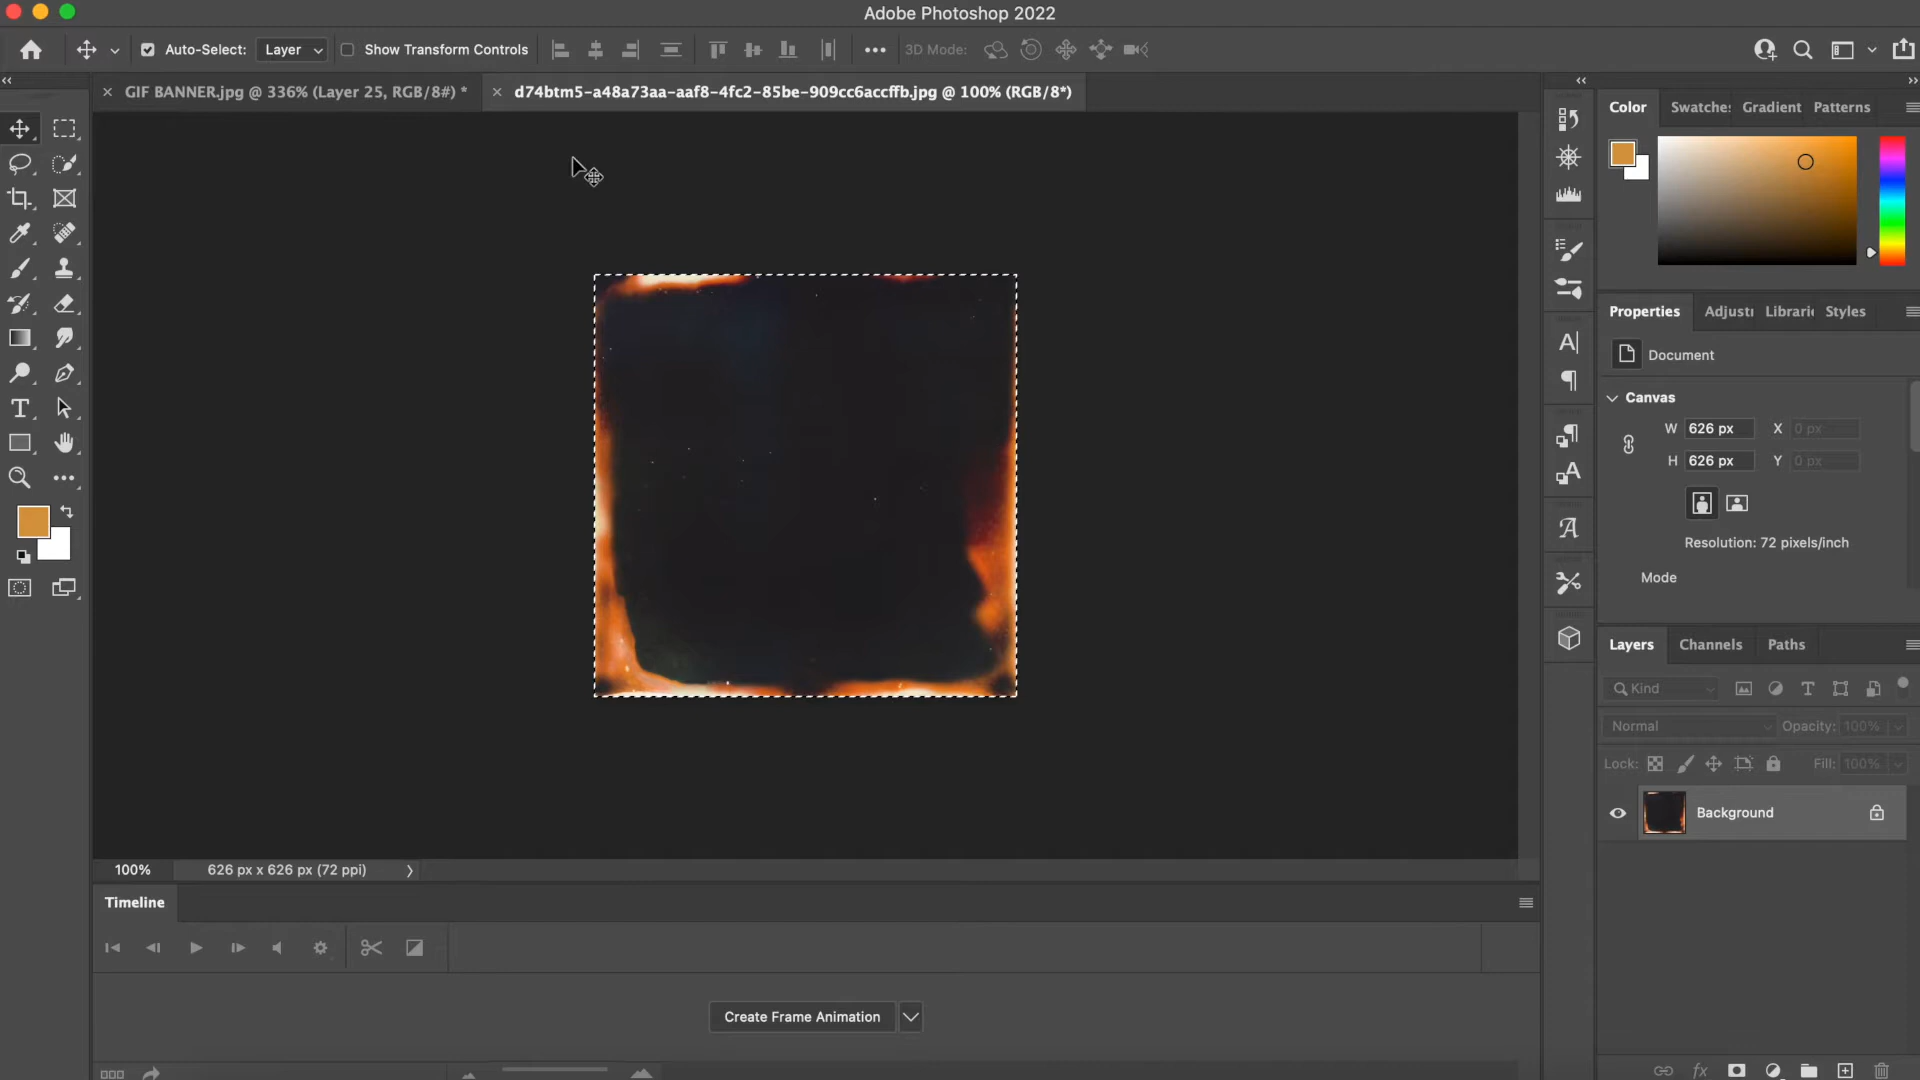 Adobe Photoshop 2022
Auto-Select: Layer Show Transform Controls 3D Mode:
GIF BANNER.jpg @ 336% (Layer 25, RGB/8#) *
d74btm5-a48a73aa-aaf8-4fc2-85be-909cc6accffb.jpg @ 100% (RGB/8*)
Color Swatche: Gradient Patterns
Properties Adjustı Librari Styles
Document
Canvas
W 626 px X 0 px
H 626 px Y 0 px
Resolution: 72 pixels/inch
Mode
Layers Channels Paths
Kind
Normal Opacity: 100%
Lock: Fill: 100%
Background
100% 626 px x 626 px (72 ppi)
Timeline
Create Frame Animation